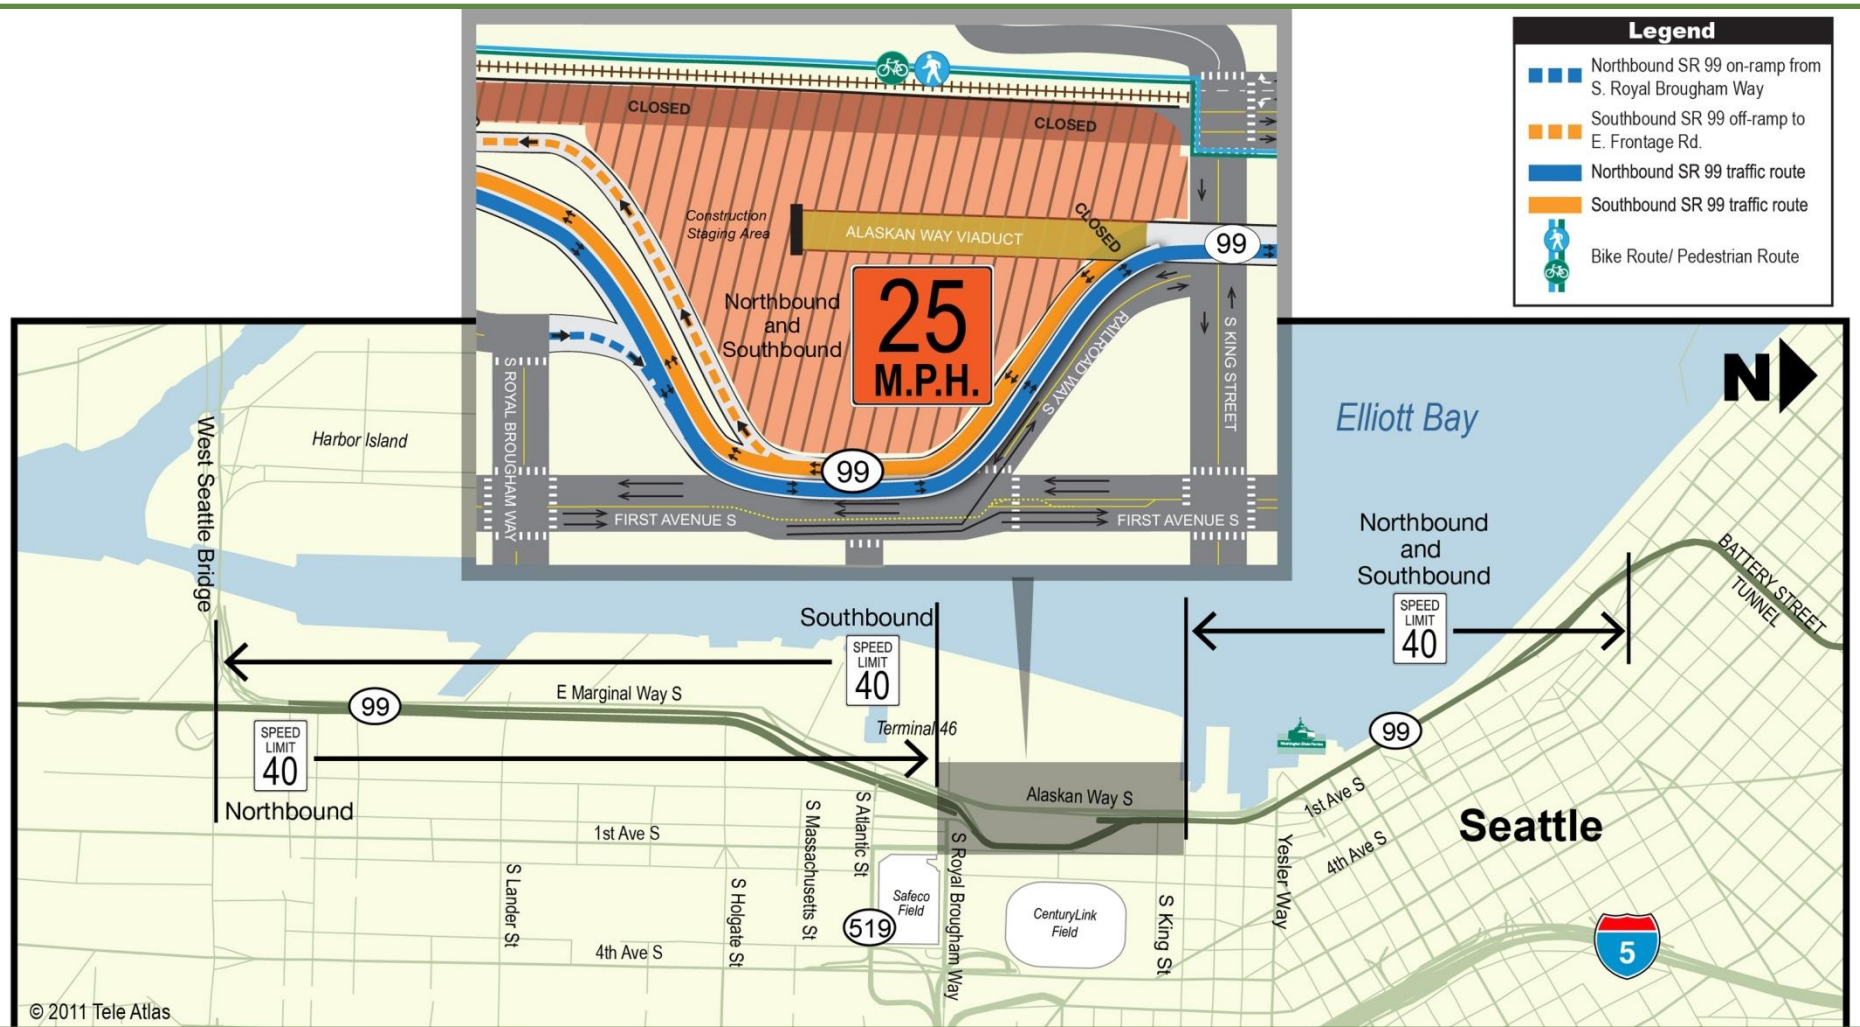 Legend
Northbound SR 99 on-ramp from
S. Royal Brougham Way
Southbound SR 99 off-ramp to
E. Frontage Rd.
Northbound SR 99 traffic route
Southbound SR 99 traffic route
Bike Route/ Pedestrian Route
CLOSED
CLOSED
Construction
Staging Area
ALASKAN WAY VIADUCT
CLOSED
99
Northbound
and
Southbound
25
M.P.H.
RAILROAD WAY S
S KING STREET
S ROYAL BROUGHAM WAY
99
FIRST AVENUE S
FIRST AVENUE S
N
Elliott Bay
Harbor Island
West Seattle Bridge
Northbound
and
Southbound
SPEED
LIMIT
40
BATTERY STREET
TUNNEL
Southbound
SPEED
LIMIT
40
E Marginal Way S
99
Terminal 46
SPEED
LIMIT
40
Northbound
99
Washington State Ferries
Alaskan Way S
1st Ave S
1st Ave S
4th Ave S
Seattle
S Lander St
S Holgate St
S Massachusetts St
S Atlantic St
S Royal Brougham Way
S King St
Yesler Way
Safeco
Field
CenturyLink
Field
519
4th Ave S
5
© 2011 Tele Atlas